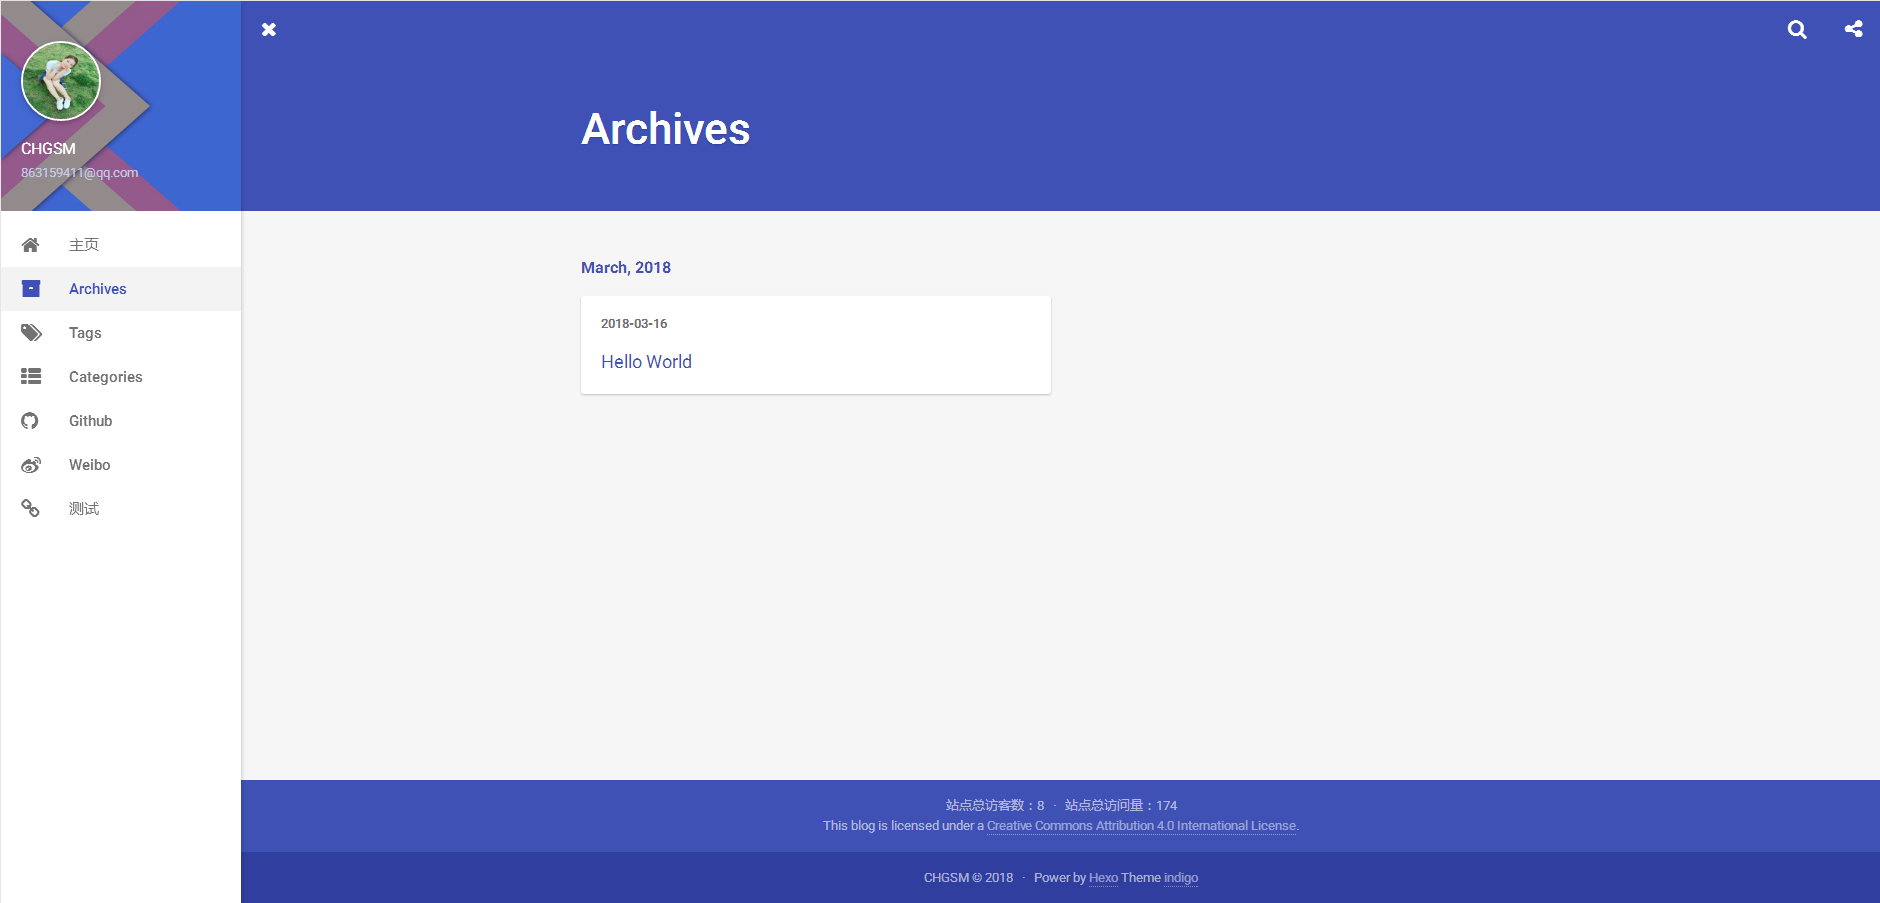 CHGSM
863159411@qq.com
主页
Archives
Tags
Categories
Github
Weibo
测试
Archives
March, 2018
2018-03-16
Hello World
站点总访客数：8 · 站点总访问量：174
This blog is licensed under a Creative Commons Attribution 4.0 International License.
CHGSM © 2018 · Power by Hexo Theme indigo